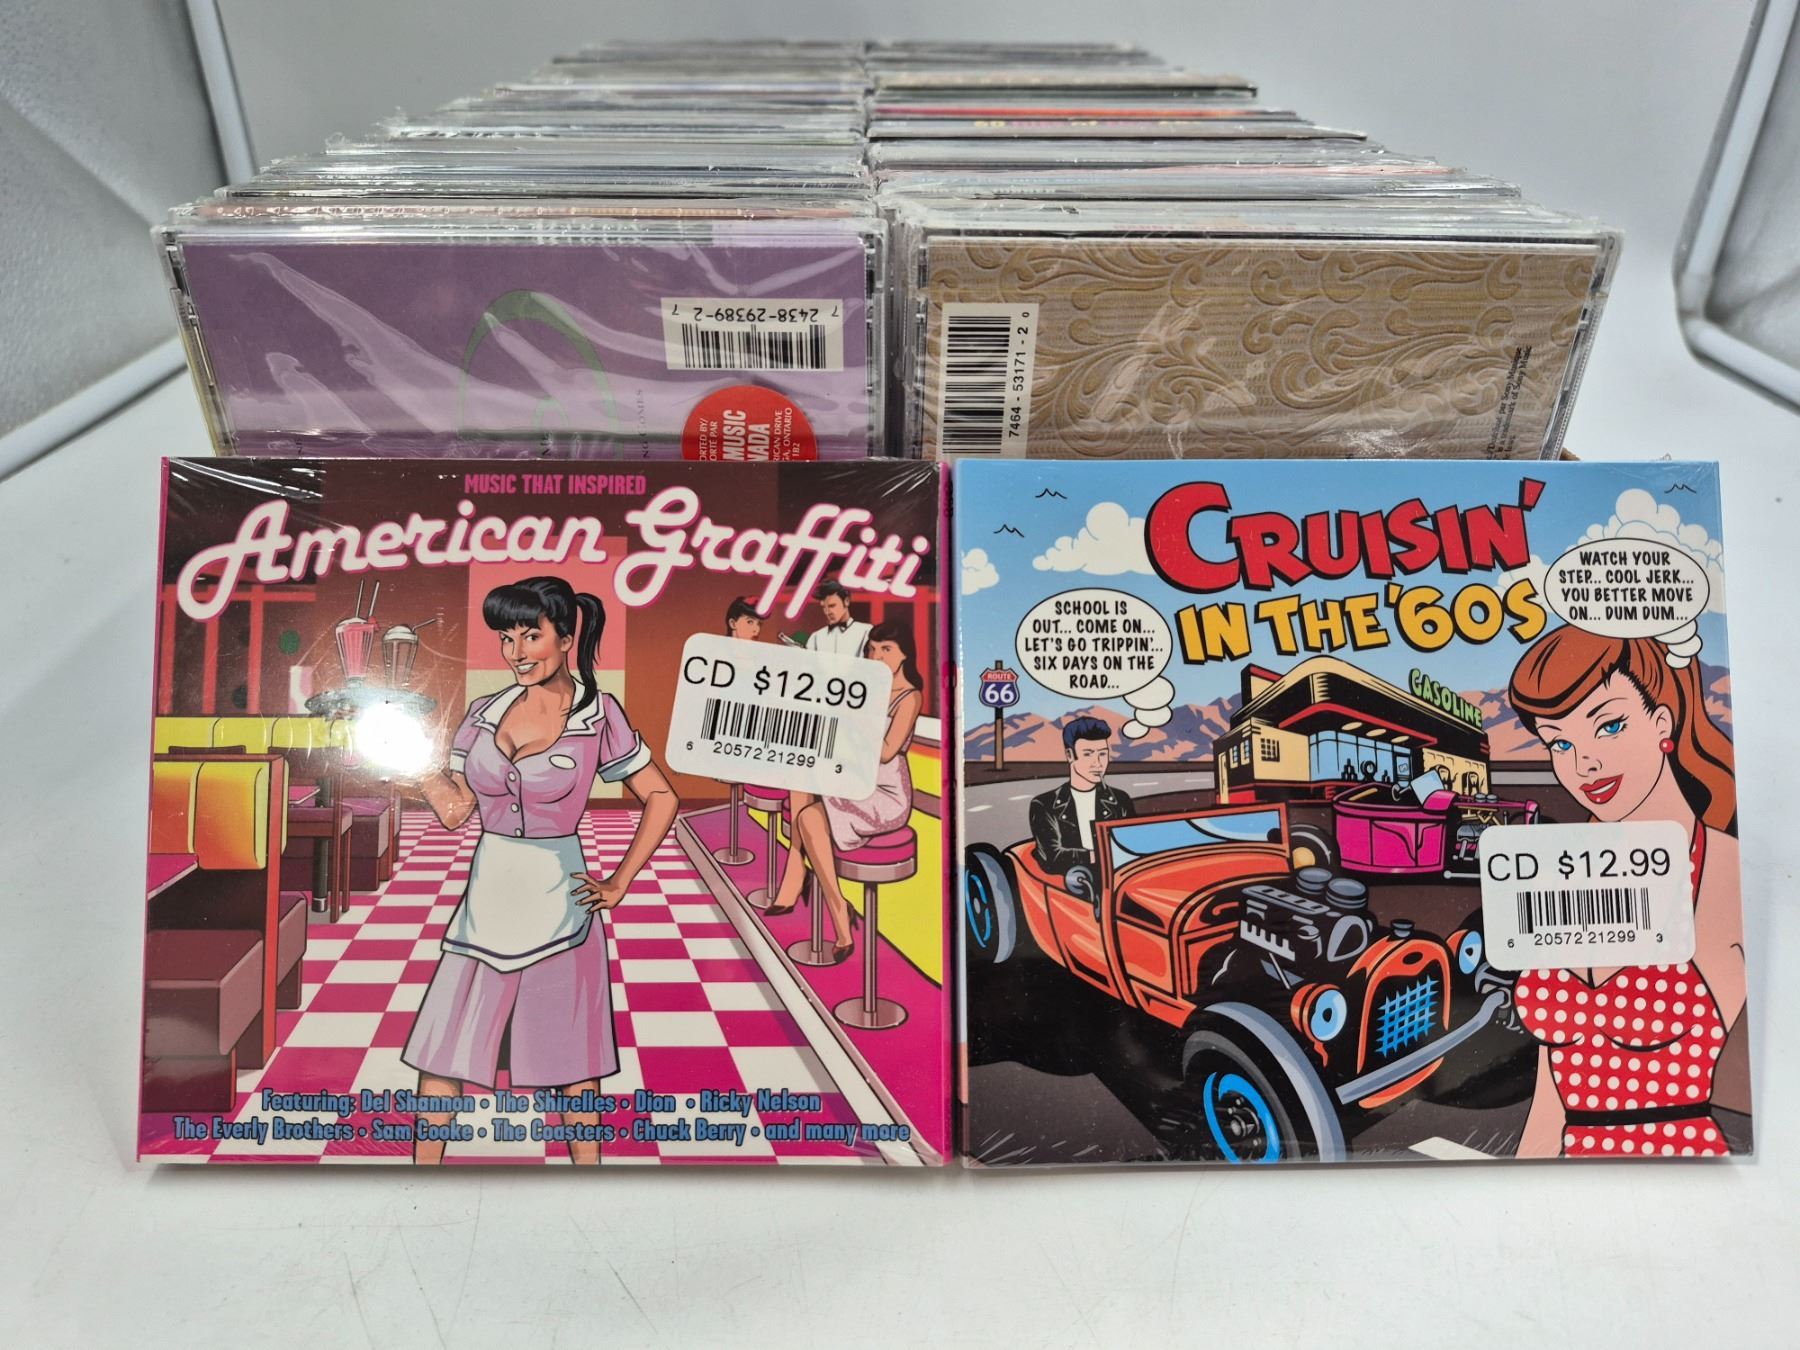 7 2438-29389-2 7
7464-53171-2 0
MUSIC
MUSIC THAT INSPIRED
American Graffiti
CD $12.99
6 20572 21299 3
Featuring: Del Shannon • The Shirelles • Dion • Ricky Nelson
The Everly Brothers • Sam Cooke • The Coasters • Chuck Berry • and many more
CRUISIN'
IN THE '60S
SCHOOL IS
OUT... COME ON...
LET'S GO TRIPPIN'...
SIX DAYS ON THE
ROAD...
WATCH YOUR
STEP... COOL JERK...
YOU BETTER MOVE
ON... DUM DUM...
ROUTE
66
GASOLINE
CD $12.99
6 20572 21299 3